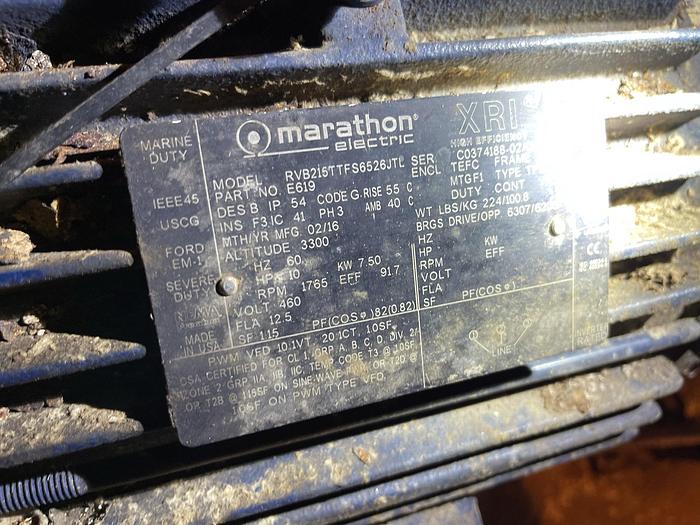 marathon®
electric
XRI
HIGH EFFICIENCY
MARINE
DUTY
IEEE45
USCG
FORD
EM-1
SEVERE
DUTY
MADE
IN USA
MODEL RVB215TTFS6526JTL
PART NO. E619
DES B IP 54 CODE G-RISE 55 C
INS F3 IC 41 PH 3 AMB 40 C
MTH/YR MFG. 02/16
ALTITUDE 3300
HZ 60
HP 10 KW 7.50
RPM 1765 EFF 91.7
VOLT 460
FLA 12.5
SF 1.15 PF(COS φ) 82(0.82)
SER.
ENCL TEFC FRAME
MTGF1 TYPE
DUTY CONT
WT LBS/KG 224/100.8
BRGS DRIVE/OPP 6307/
HZ
HP KW
RPM EFF
VOLT
FLA
SF PF(COS φ)
LINE
INVERTER
RATED
PWM VFD 10:1VT, 20:1CT, 1.0SF.
CSA CERTIFIED FOR CL I, GRP A, B, C, D, DIV. 2/
ZONE 2 GRP IIA, IIB, IIC, TEMP CODE T3 @ 1.0SF
OR T2B @ 1.15SF ON SINE-WAVE T2D @
1.0SF ON PWM TYPE VFD.